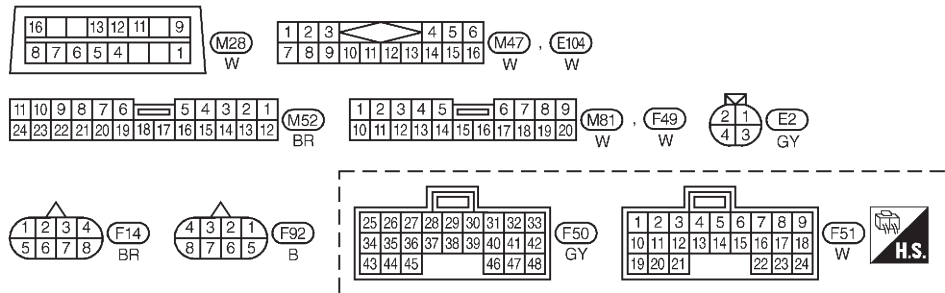 16 13 12 11 9
8 7 6 5 4 1
M28
W
1 2 3 4 5 6
7 8 9 10 11 12 13 14 15 16
M47 , E104
W W
11 10 9 8 7 6 5 4 3 2 1
24 23 22 21 20 19 18 17 16 15 14 13 12
M52
BR
1 2 3 4 5 6 7 8 9
10 11 12 13 14 15 16 17 18 19 20
M81 , F49
W W
2 1
4 3
E2
GY
1 2 3 4
5 6 7 8
F14
BR
4 3 2 1
8 7 6 5
F92
B
25 26 27 28 29 30 31 32 33
34 35 36 37 38 39 40 41 42
43 44 45 46 47 48
F50
GY
1 2 3 4 5 6 7 8 9
10 11 12 13 14 15 16 17 18
19 20 21 22 23 24
F51
W
H.S.